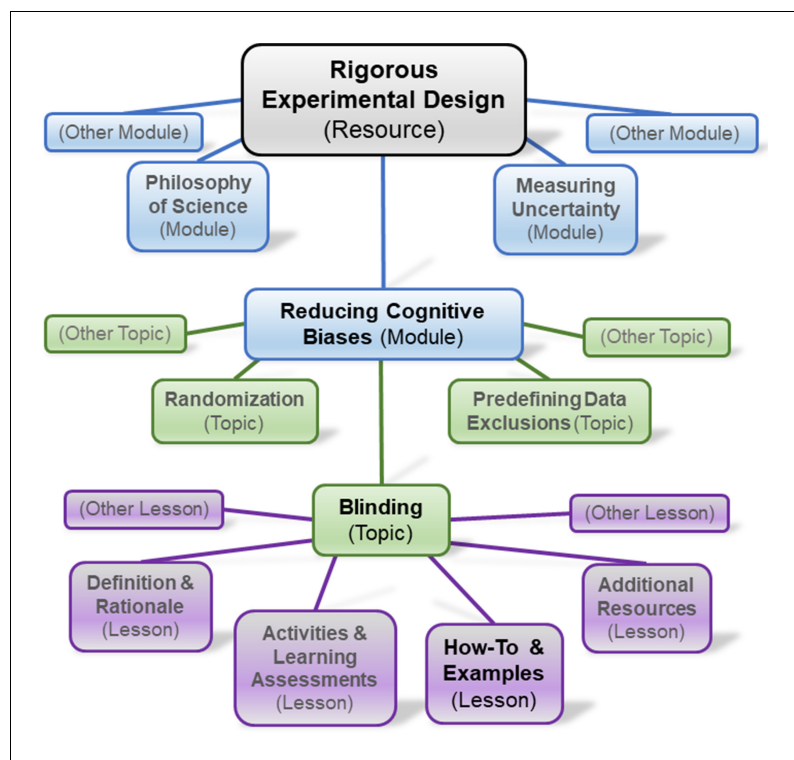 Rigorous
Experimental Design
(Resource)
(Other Module)
(Other Module)
Philosophy
of Science
(Module)
Measuring
Uncertainty
(Module)
Reducing Cognitive
Biases (Module)
(Other Topic)
(Other Topic)
Randomization
(Topic)
Predefining Data
Exclusions (Topic)
Blinding
(Topic)
(Other Lesson)
(Other Lesson)
Definition &
Rationale
(Lesson)
Activities &
Learning
Assessments
(Lesson)
How-To &
Examples
(Lesson)
Additional
Resources
(Lesson)